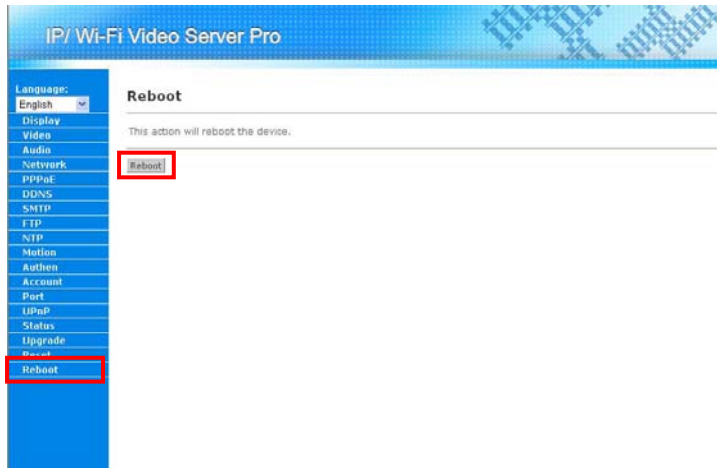 IP/ Wi-Fi Video Server Pro
Language:
English
Display
Video
Audio
Network
PPPoE
DDNS
SMTP
FTP
NTP
Motion
Authen
Account
Port
UPnP
Status
Upgrade
Reset
Reboot
Reboot
This action will reboot the device.
Reboot